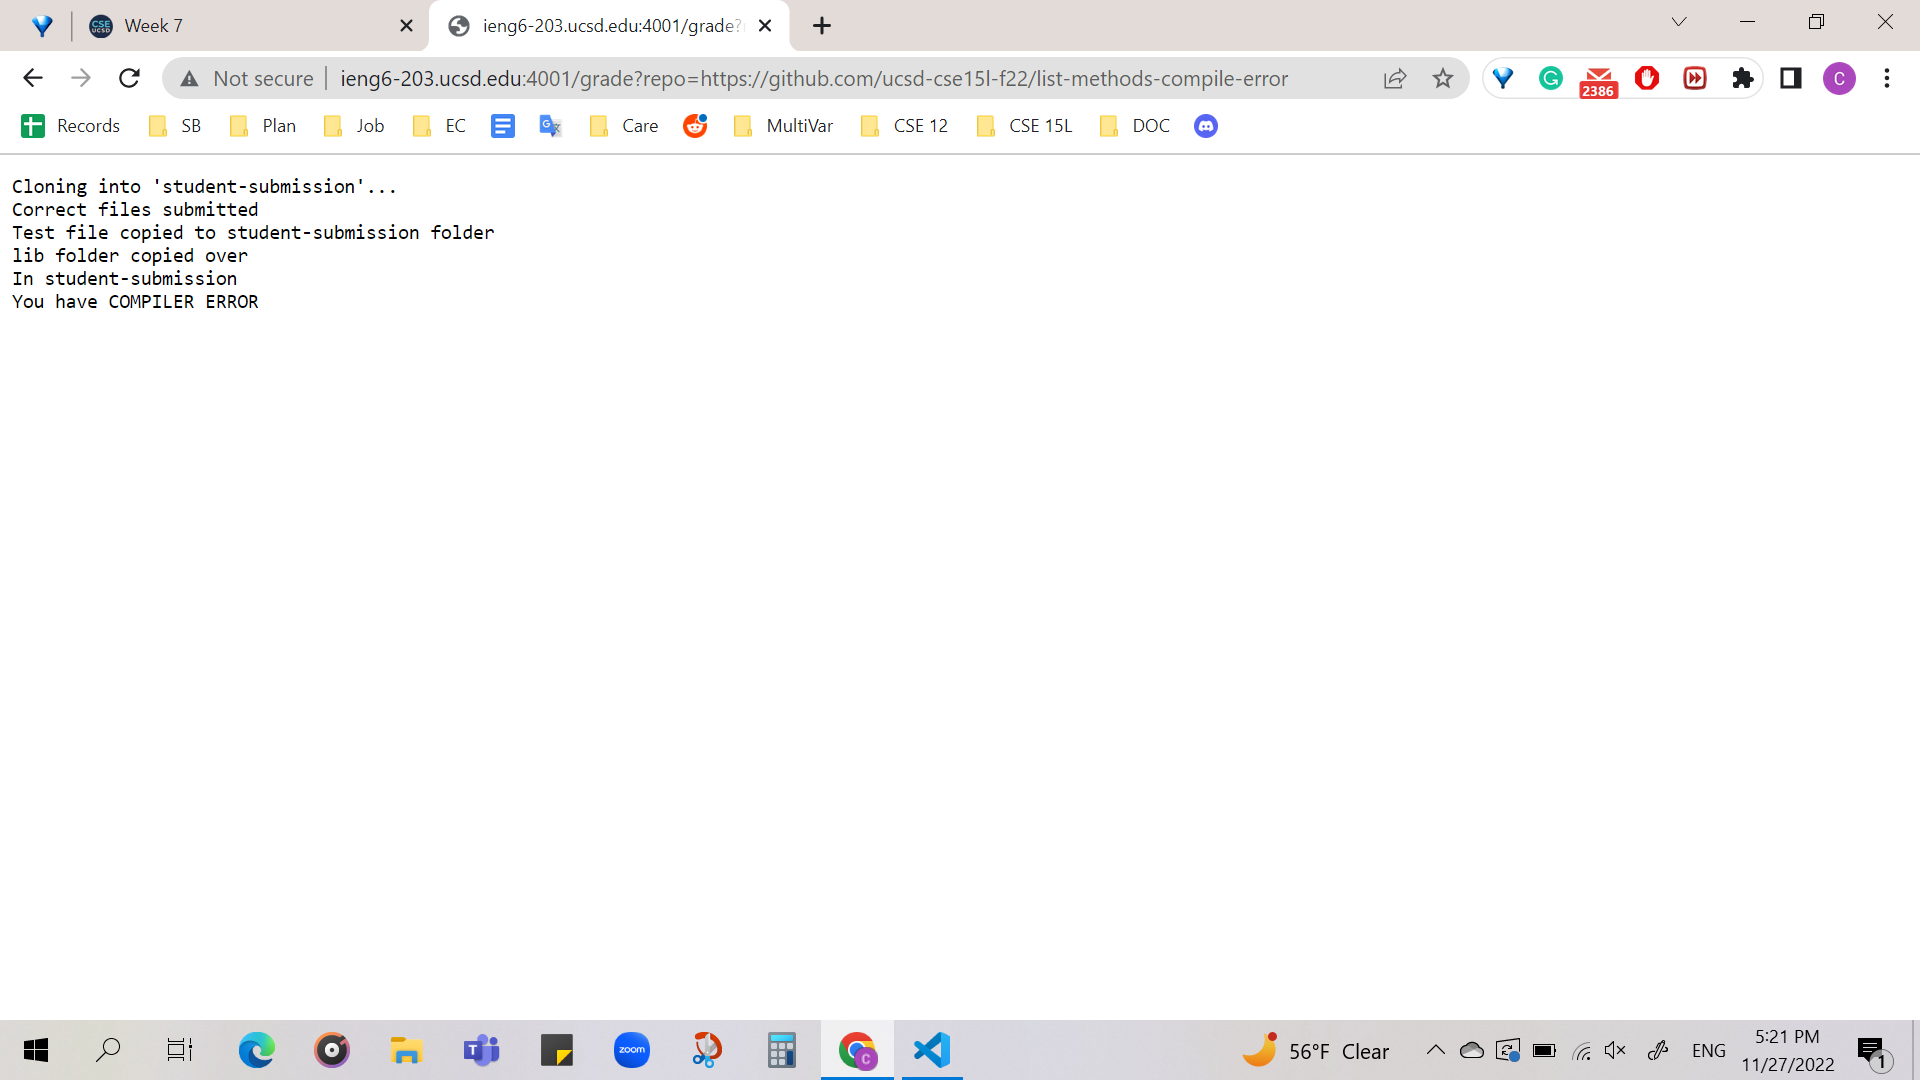 CSE UCSD Week 7
ieng6-203.ucsd.edu:4001/grade?
Not secure ieng6-203.ucsd.edu:4001/grade?repo=https://github.com/ucsd-cse15l-f22/list-methods-compile-error
2386
C
Records SB Plan Job EC Care MultiVar CSE 12 CSE 15L DOC
Cloning into 'student-submission'...
Correct files submitted
Test file copied to student-submission folder
lib folder copied over
In student-submission
You have COMPILER ERROR
zoom
C
56°F Clear
ENG
5:21 PM
11/27/2022
1